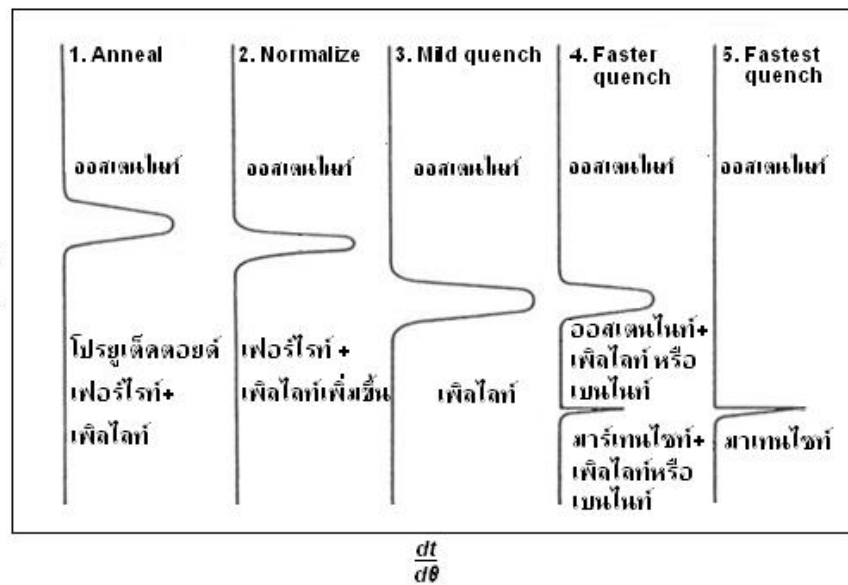 1. Anneal
2. Normalize
3. Mild quench
4. Faster
quench
5. Fastest
quench
ออสเตนไนท์
ออสเตนไนท์
ออสเตนไนท์
ออสเตนไนท์
ออสเตนไนท์
โปรยูเต็คตอยด์
เฟอร์ไรท์+
เพิลไลท์
เฟอร์ไรท์ +
เพิลไลท์เพิ่มขึ้น
เพิลไลท์
ออสเตนไนท์+
เพิลไลท์ หรือ
เบนไนท์
มาร์เทนไซท์+
เพิลไลท์หรือ
เบนไนท์
มาเทนไซท์
dt
dθ